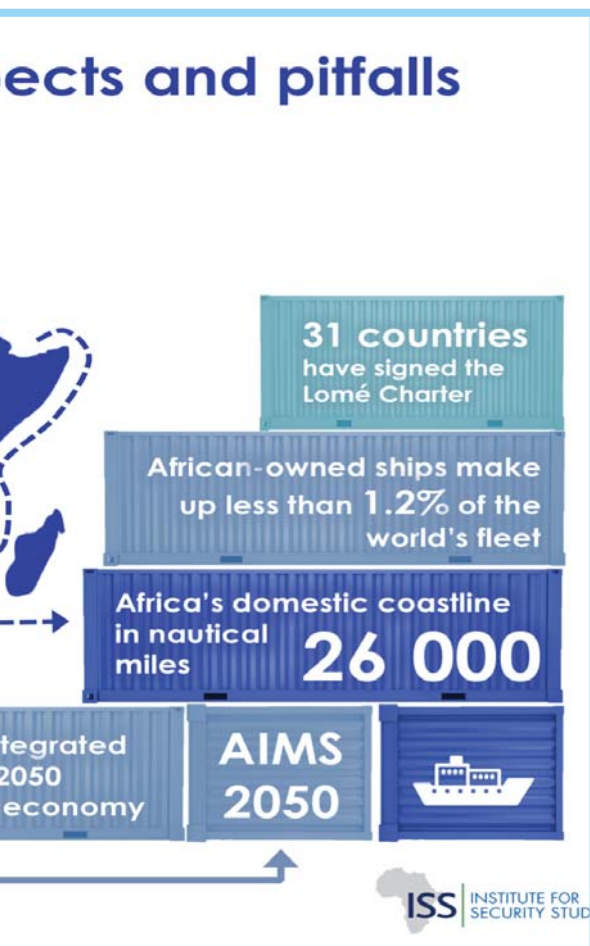 ects and pitfalls
31 countries
have signed the
Lomé Charter
African-owned ships make
up less than 1.2% of the
world's fleet
Africa's domestic coastline
in nautical
miles
26 000
tegrated
2050
economy
AIMS
2050
ISS
INSTITUTE FOR
SECURITY STUD